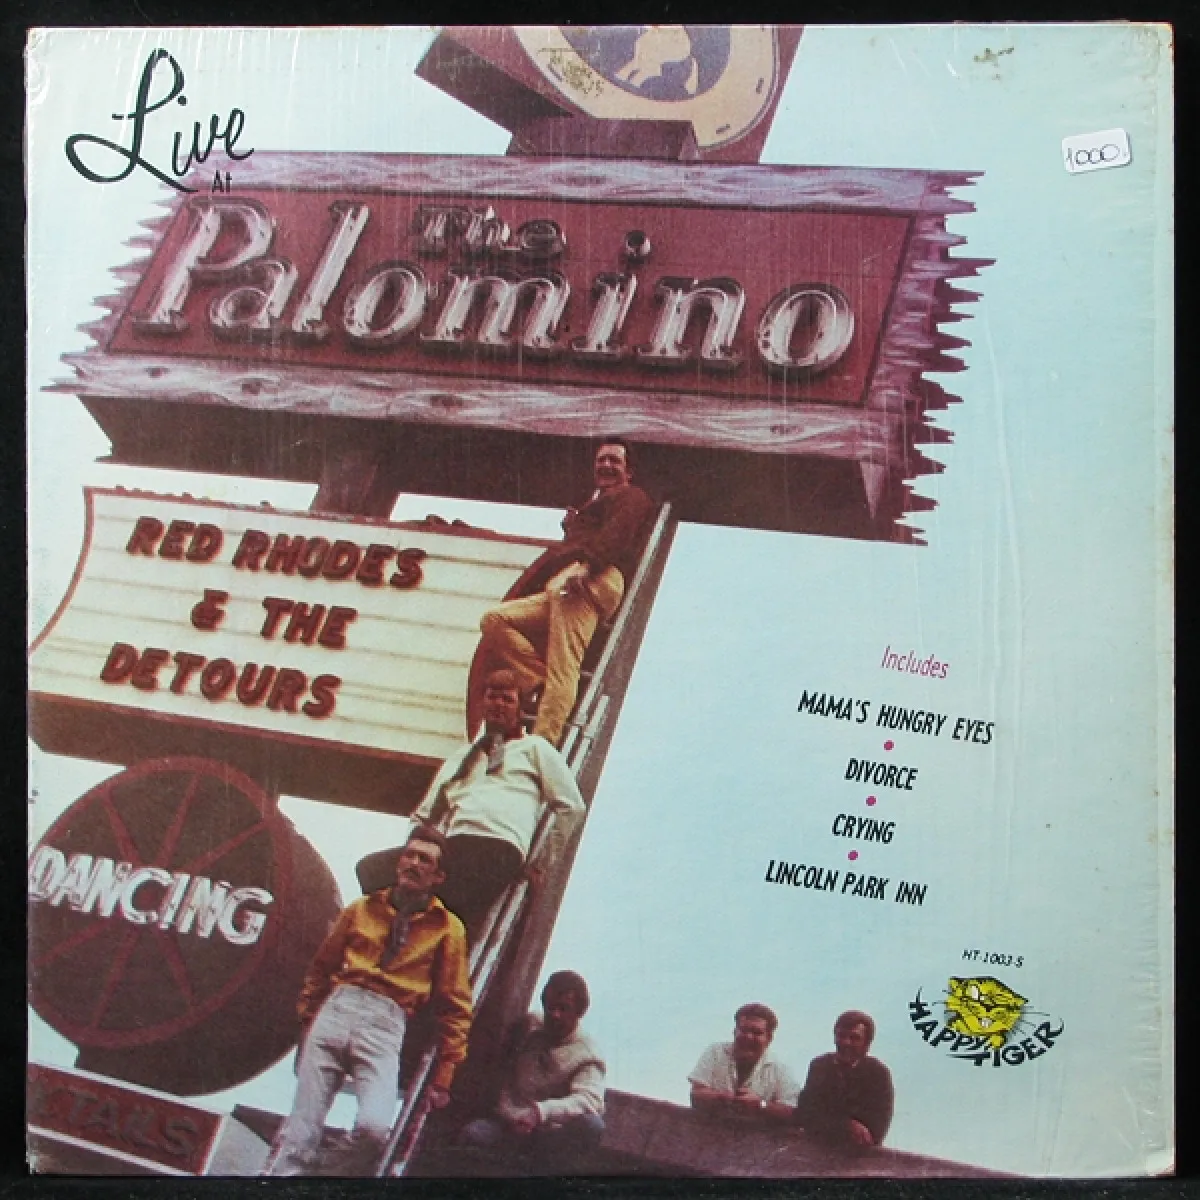 Live
At
The
Palomino
1000.
RED RHODES
& THE
DETOURS
Includes
MAMA'S HUNGRY EYES
DIVORCE
CRYING
LINCOLN PARK INN
DANCING
HT-1003-S
HAPPY TIGER
TAILS